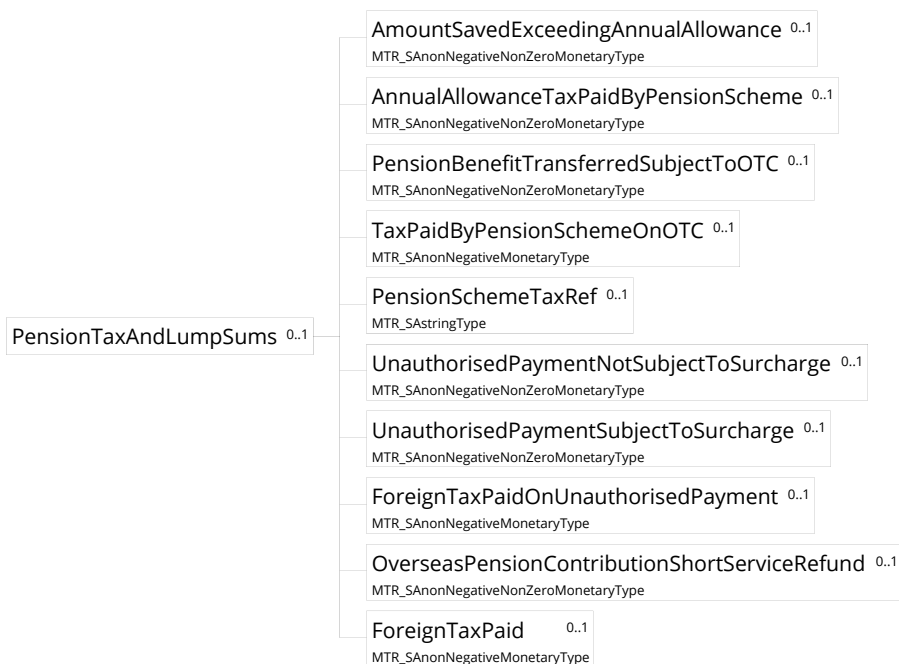 AmountSavedExceedingAnnualAllowance 0..1
MTR_SAnonNegativeNonZeroMonetaryType
AnnualAllowanceTaxPaidByPensionScheme 0..1
MTR_SAnonNegativeNonZeroMonetaryType
PensionBenefitTransferredSubjectToOTC 0..1
MTR_SAnonNegativeNonZeroMonetaryType
TaxPaidByPensionSchemeOnOTC 0..1
MTR_SAnonNegativeMonetaryType
PensionSchemeTaxRef 0..1
MTR_SAstringType
PensionTaxAndLumpSums 0..1
UnauthorisedPaymentNotSubjectToSurcharge 0..1
MTR_SAnonNegativeNonZeroMonetaryType
UnauthorisedPaymentSubjectToSurcharge 0..1
MTR_SAnonNegativeNonZeroMonetaryType
ForeignTaxPaidOnUnauthorisedPayment 0..1
MTR_SAnonNegativeMonetaryType
OverseasPensionContributionShortServiceRefund 0..1
MTR_SAnonNegativeNonZeroMonetaryType
ForeignTaxPaid 0..1
MTR_SAnonNegativeMonetaryType